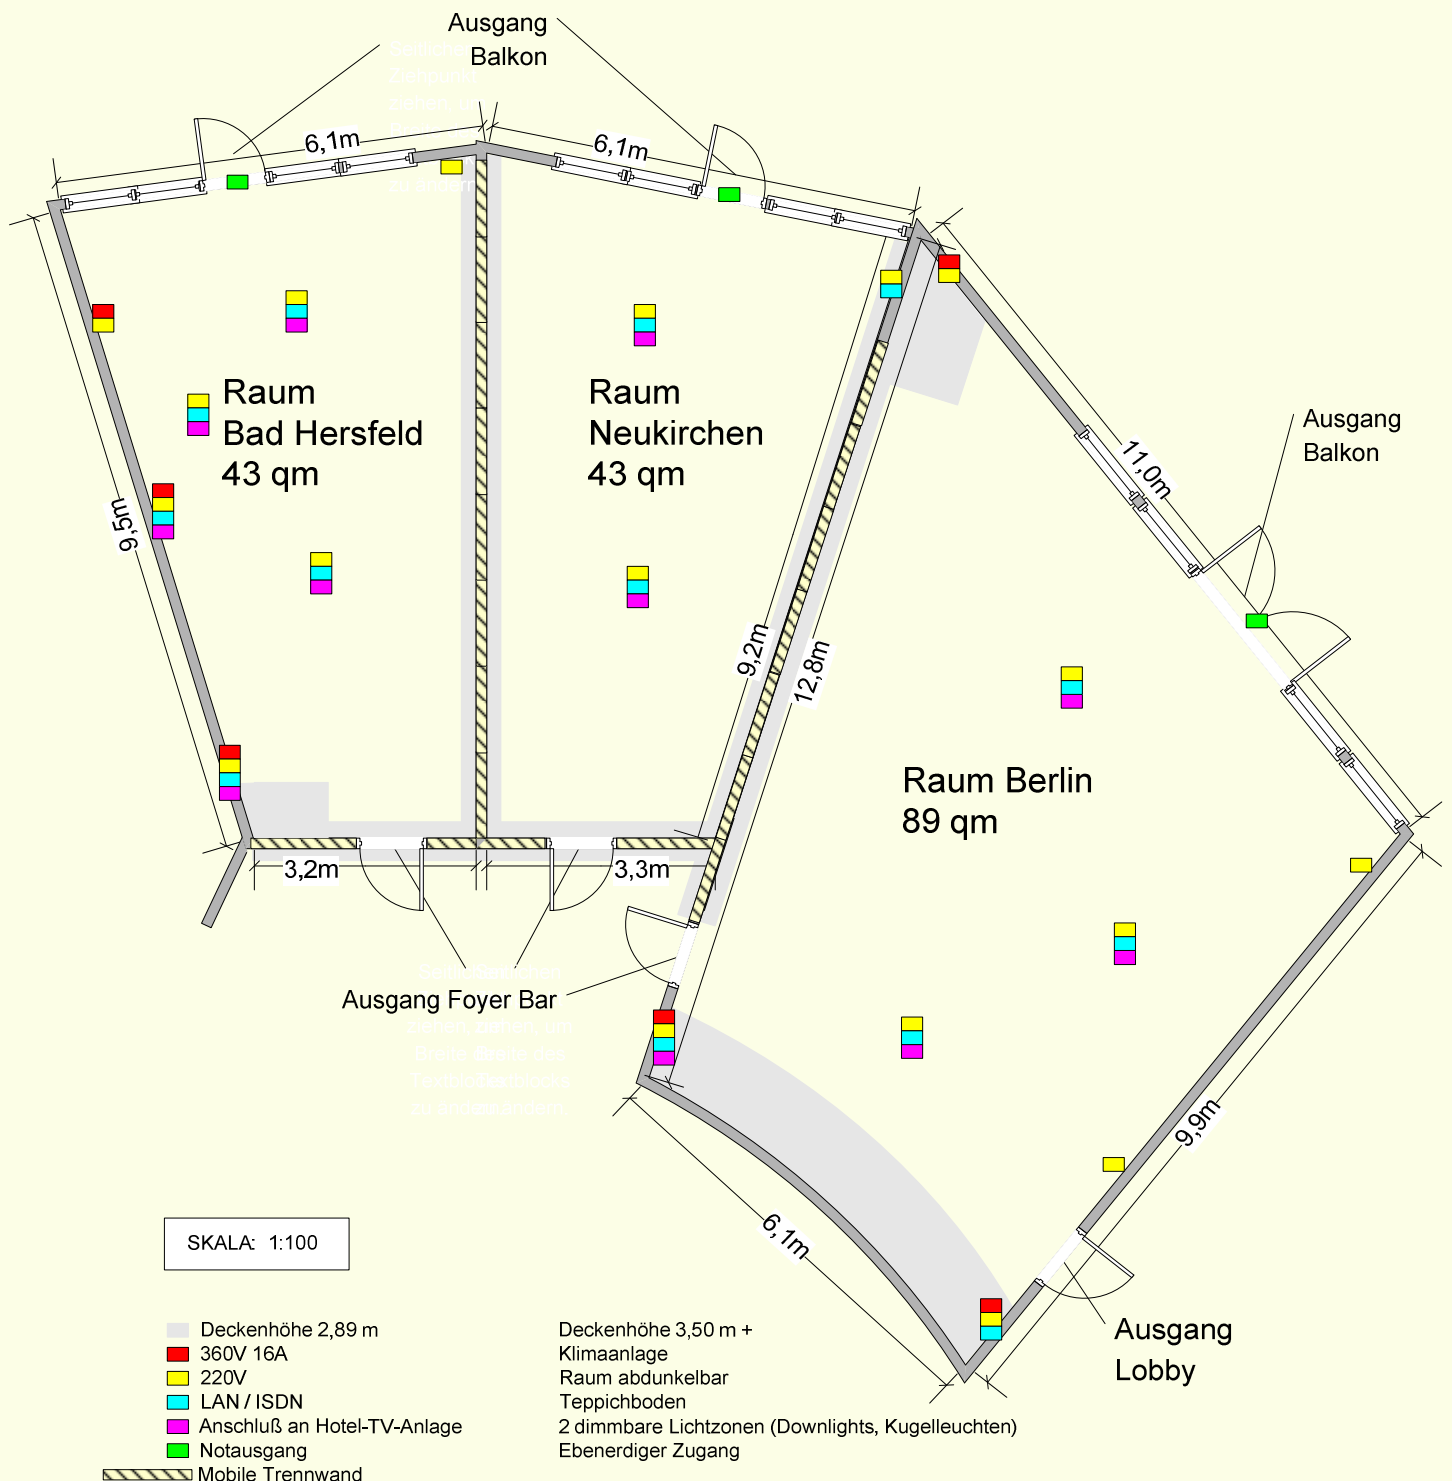 Ausgang
Balkon
6,1m
6,1m
Raum
Bad Hersfeld
43 qm
Raum
Neukirchen
43 qm
Ausgang
Balkon
11,0m
9,5m
9,2m
12,8m
Raum Berlin
89 qm
3,2m
3,3m
Ausgang Foyer Bar
9,9m
6,1m
SKALA: 1:100
Ausgang
Lobby
Deckenhöhe 2,89 m
360V 16A
220V
LAN / ISDN
Anschluß an Hotel-TV-Anlage
Notausgang
Mobile Trennwand
Deckenhöhe 3,50 m +
Klimaanlage
Raum abdunkelbar
Teppichboden
2 dimmbare Lichtzonen (Downlights, Kugelleuchten)
Ebenerdiger Zugang